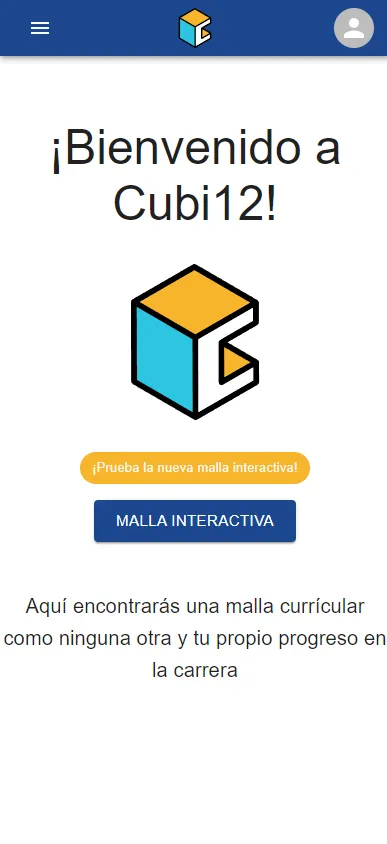 ¡Bienvenido a
Cubi12!
¡Prueba la nueva malla interactiva!
MALLA INTERACTIVA
Aquí encontrarás una malla currícular
como ninguna otra y tu propio progreso en
la carrera